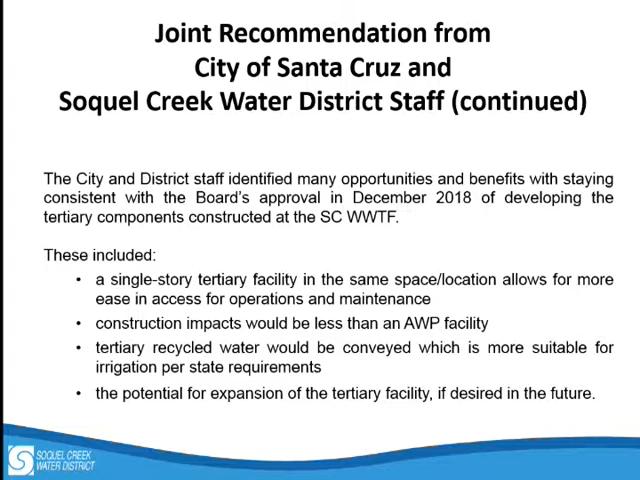 Joint Recommendation from
City of Santa Cruz and
Soquel Creek Water District Staff (continued)
The City and District staff identified many opportunities and benefits with staying
consistent with the Board's approval in December 2018 of developing the
tertiary components constructed at the SC WWTF.
These included:
• a single-story tertiary facility in the same space/location allows for more
ease in access for operations and maintenance
• construction impacts would be less than an AWP facility
• tertiary recycled water would be conveyed which is more suitable for
irrigation per state requirements
• the potential for expansion of the tertiary facility, if desired in the future.
SOQUEL CREEK
WATER DISTRICT